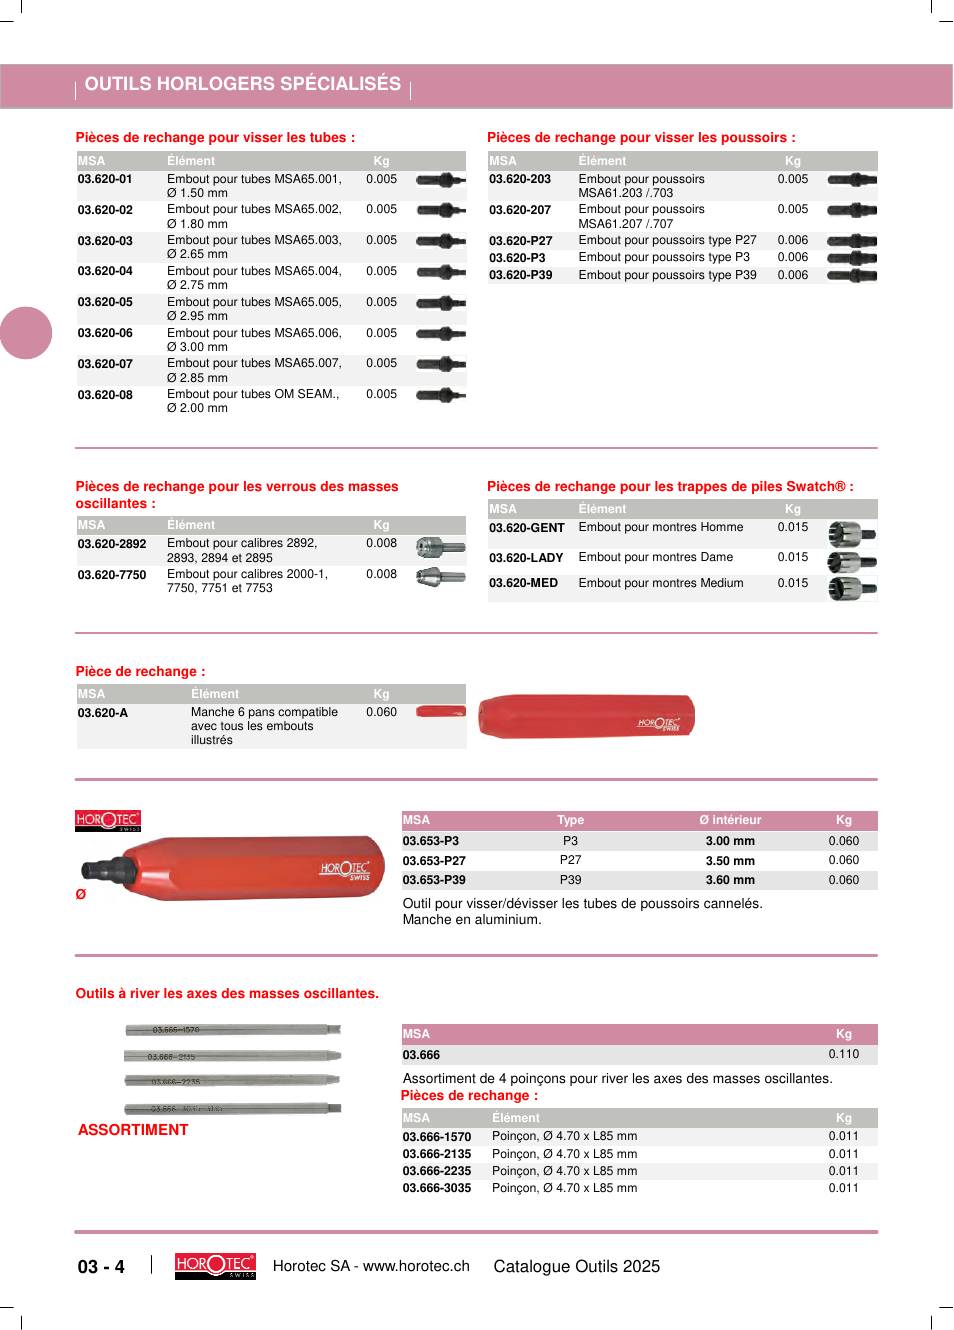 OUTILS HORLOGERS SPÉCIALISÉS
Pièces de rechange pour visser les tubes :
MSA Élément Kg
03.620-01 Embout pour tubes MSA65.001, 0.005
Ø 1.50 mm
03.620-02 Embout pour tubes MSA65.002, 0.005
Ø 1.80 mm
03.620-03 Embout pour tubes MSA65.003, 0.005
Ø 2.65 mm
03.620-04 Embout pour tubes MSA65.004, 0.005
Ø 2.75 mm
03.620-05 Embout pour tubes MSA65.005, 0.005
Ø 2.95 mm
03.620-06 Embout pour tubes MSA65.006, 0.005
Ø 3.00 mm
03.620-07 Embout pour tubes MSA65.007, 0.005
Ø 2.85 mm
03.620-08 Embout pour tubes OM SEAM., 0.005
Ø 2.00 mm
Pièces de rechange pour visser les poussoirs :
MSA Élément Kg
03.620-203 Embout pour poussoirs 0.005
MSA61.203 /.703
03.620-207 Embout pour poussoirs 0.005
MSA61.207 /.707
03.620-P27 Embout pour poussoirs type P27 0.006
03.620-P3 Embout pour poussoirs type P3 0.006
03.620-P39 Embout pour poussoirs type P39 0.006
Pièces de rechange pour les verrous des masses
oscillantes :
MSA Élément Kg
03.620-2892 Embout pour calibres 2892, 0.008
2893, 2894 et 2895
03.620-7750 Embout pour calibres 2000-1, 0.008
7750, 7751 et 7753
Pièces de rechange pour les trappes de piles Swatch® :
MSA Élément Kg
03.620-GENT Embout pour montres Homme 0.015
03.620-LADY Embout pour montres Dame 0.015
03.620-MED Embout pour montres Medium 0.015
Pièce de rechange :
MSA Élément Kg
03.620-A Manche 6 pans compatible 0.060
avec tous les embouts
illustrés
HOROTEC®
SWISS
HOROTEC®
SWISS
HOROTEC®
SWISS
Ø
MSA Type Ø intérieur Kg
03.653-P3 P3 3.00 mm 0.060
03.653-P27 P27 3.50 mm 0.060
03.653-P39 P39 3.60 mm 0.060
Outil pour visser/dévisser les tubes de poussoirs cannelés.
Manche en aluminium.
Outils à river les axes des masses oscillantes.
03.666-1570
03.666-2135
03.666-2235
ASSORTIMENT
MSA Kg
03.666 0.110
Assortiment de 4 poinçons pour river les axes des masses oscillantes.
Pièces de rechange :
MSA Élément Kg
03.666-1570 Poinçon, Ø 4.70 x L85 mm 0.011
03.666-2135 Poinçon, Ø 4.70 x L85 mm 0.011
03.666-2235 Poinçon, Ø 4.70 x L85 mm 0.011
03.666-3035 Poinçon, Ø 4.70 x L85 mm 0.011
03 - 4
HOROTEC®
SWISS
Horotec SA - www.horotec.ch Catalogue Outils 2025